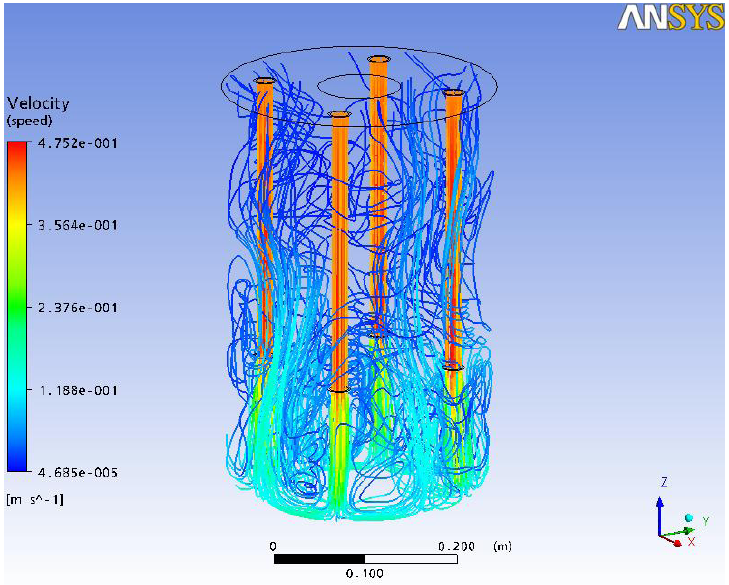 ANSYS
Velocity
(speed)
4.752e-001
3.564e-001
2.376e-001
1.188e-001
4.685e-005
[m s^-1]
Z
Y
X
0 0.200 (m)
0.100